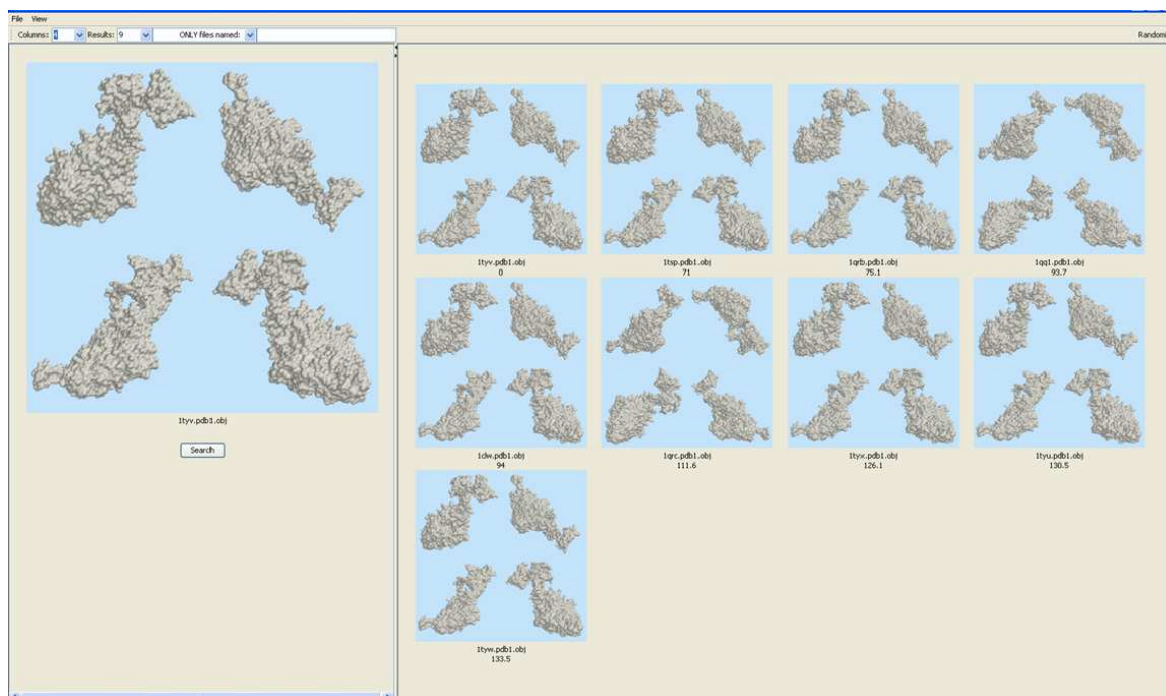 File View
Columns: 4 Results: 9 ONLY files named: Randomi
1tyv.pdb1.obj
Search
1tyv.pdb1.obj 1tsp.pdb1.obj 1qrb.pdb1.obj 1qq1.pdb1.obj
0 71 75.1 93.7
1clw.pdb1.obj 1qrc.pdb1.obj 1tyx.pdb1.obj 1tyu.pdb1.obj
94 111.6 126.1 130.5
1tyw.pdb1.obj
133.5